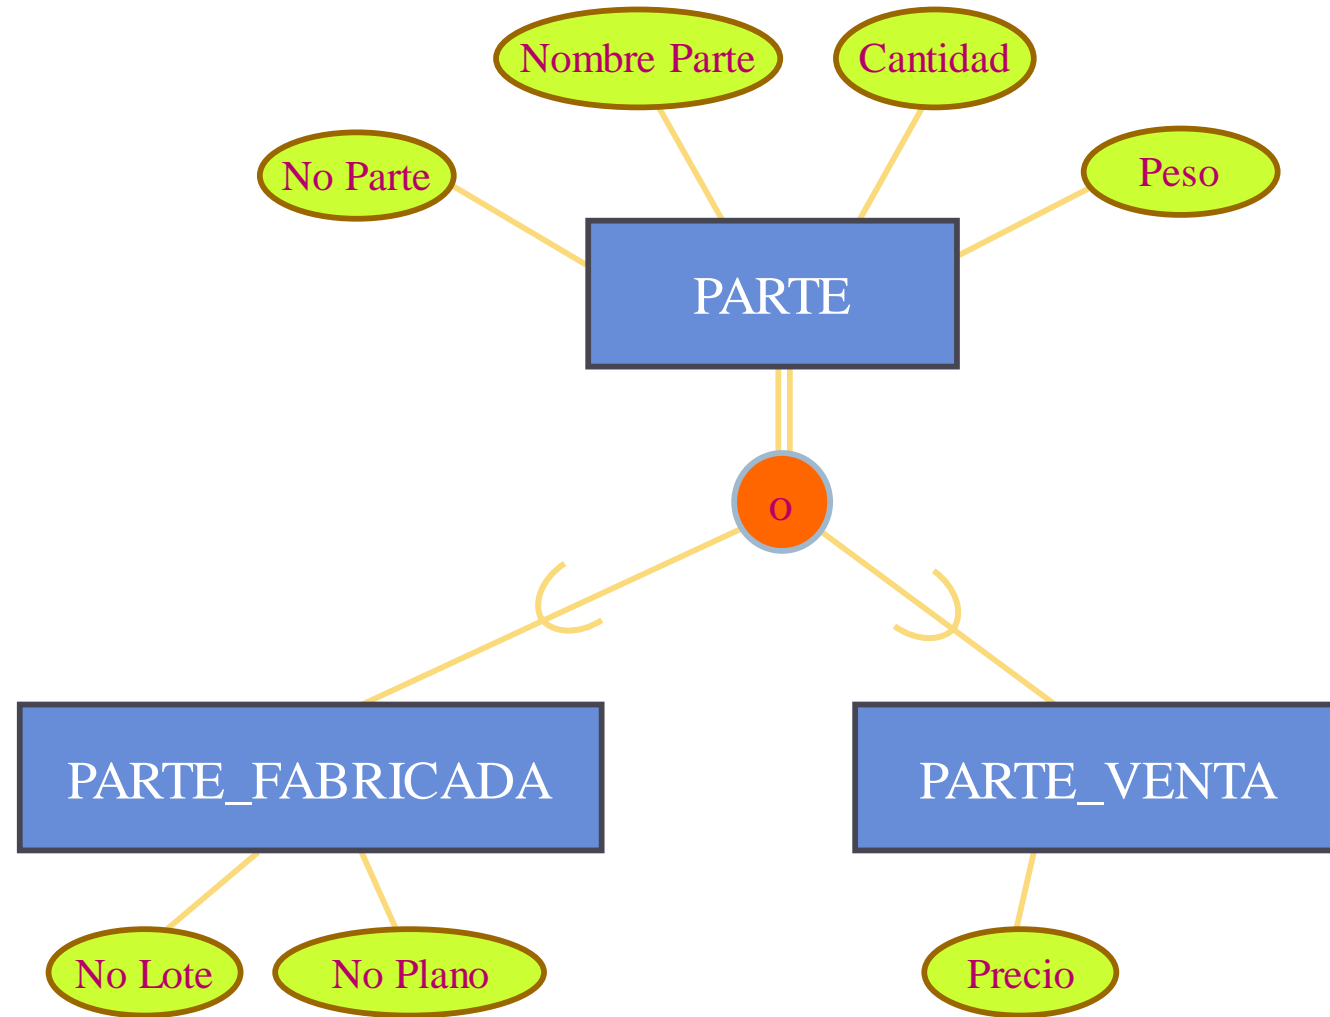 Nombre Parte
Cantidad
No Parte
Peso
PARTE
o
PARTE_FABRICADA
PARTE_VENTA
No Lote
No Plano
Precio